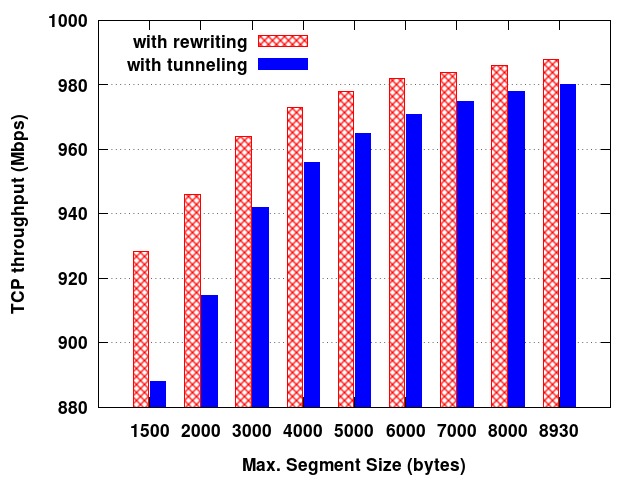 1000
980
960
940
920
900
880
TCP throughput (Mbps)
with rewriting
with tunneling
1500 2000 3000 4000 5000 6000 7000 8000 8930
Max. Segment Size (bytes)